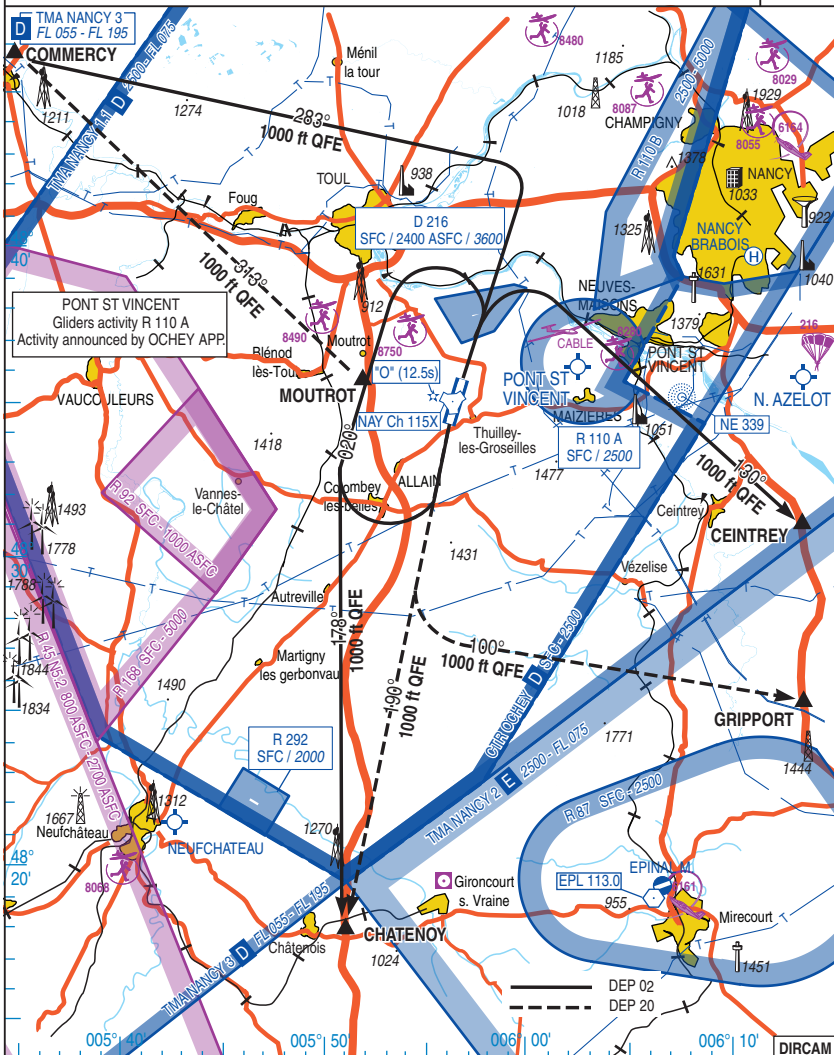 D TMA NANCY 3
FL 055 - FL 195
COMMERCY
1211
1274
TMA NANCY 1.1 D 2500-FL 075
Ménil
la tour
283°
1000 ft QFE
8480
1185
1018
8087
CHAMPIGNY
2500-5000
R 110 B
8029
1929
8055
6164
1378
NANCY
1033
922
NANCY
BRABOIS
H
1325
1631
1040
Foug
TOUL
938
D 216
SFC / 2400 ASFC / 3600
40'
313°
1000 ft QFE
912
PONT ST VINCENT
Gliders activity R 110 A
Activity announced by OCHEY APP.
8490
8750
Moutrot
Blénod
lès-Toul
MOUTROT
"O" (12.5s)
NAY Ch 115X
NEUVES-
MAISONS
CABLE
1379
PONT ST
VINCENT
PONT ST
VINCENT
MAIZIERES
1051
216
N. AZELOT
NE 339
R 110 A
SFC / 2500
130°
1000 ft QFE
VAUCOULEURS
1418
020°
Thuilley-
les-Groseilles
1477
Vannes-
le-Châtel
Colombey
les-belles
ALLAIN
R 92 SFC - 1000 ASFC
Ceintrey
CEINTREY
1493
1778
1788
30
1844
1834
1431
Vézelise
Autreville
178°
1000 ft QFE
100°
1000 ft QFE
R 168 SFC - 5000
R 45 N5.2 800 ASFC - 2700 ASFC
Martigny
les gerbonvaux
1490
190°
1000 ft QFE
CTR OCHEY D SFC-2500
GRIPPORT
1771
1444
R 292
SFC / 2000
TMA NANCY 2 E 2500 - FL 075
R 67 SFC - 2500
1667
1312
Neufchâteau
NEUFCHATEAU
8068
1270
48°
20'
EPINAL M.
EPL 113.0
161
955
Mirecourt
1451
Gironcourt
s. Vraine
Châtenois
CHATENOY
1024
TMA NANCY 3 D FL 055 - FL 195
DEP 02
DEP 20
005° 40'
005° 50'
006° 00'
006° 10'
DIRCAM